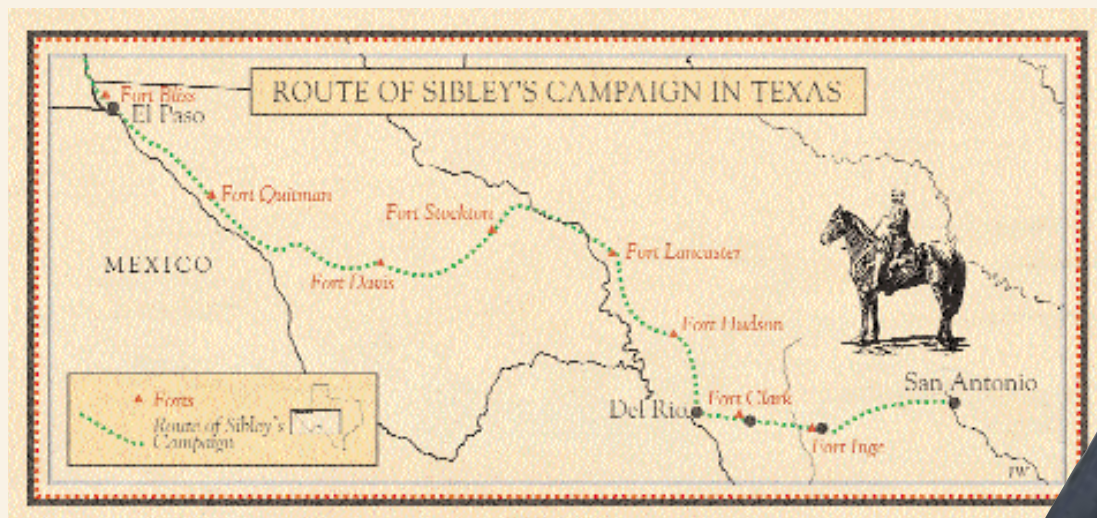 ROUTE OF SIBLEY'S CAMPAIGN IN TEXAS
Fort Bliss
El Paso
Fort Quitman
Fort Stockton
MEXICO
Fort Davis
Fort Lancaster
Fort Hudson
San Antonio
Del Rio
Fort Clark
Fort Inge
Forts
Route of Sibley's
Campaign